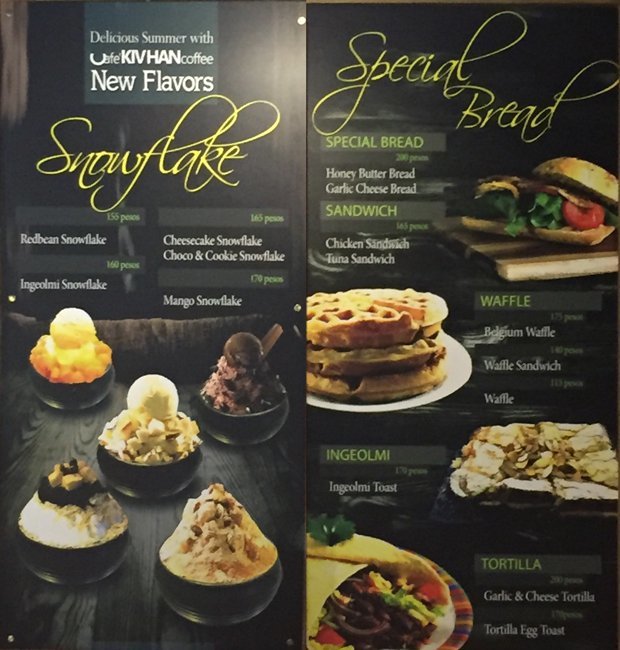 Delicious Summer with
Café KIVHAN coffee
New Flavors
Snowflake
155 pesos
Redbean Snowflake
160 pesos
Ingeolmi Snowflake
165 pesos
Cheesecake Snowflake
Choco & Cookie Snowflake
170 pesos
Mango Snowflake
Special
Bread
SPECIAL BREAD
200 pesos
Honey Butter Bread
Garlic Cheese Bread
SANDWICH
165 pesos
Chicken Sandwich
Tuna Sandwich
WAFFLE
175 pesos
Belgium Waffle
140 pesos
Waffle Sandwich
115 pesos
Waffle
INGEOLMI
170 pesos
Ingeolmi Toast
TORTILLA
200 pesos
Garlic & Cheese Tortilla
170pesos
Tortilla Egg Toast